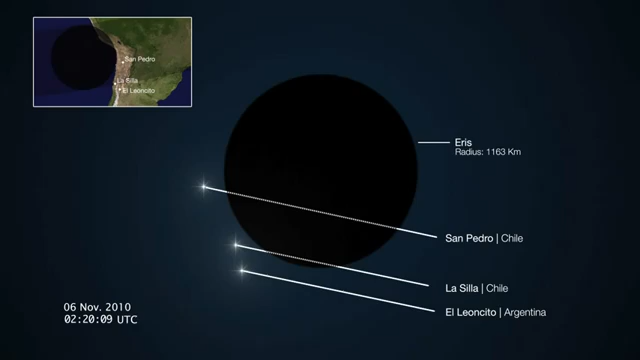 San Pedro
La Silla
El Leoncito
Eris
Radius: 1163 Km
San Pedro | Chile
La Silla | Chile
El Leoncito | Argentina
06 Nov. 2010
02:20:09 UTC